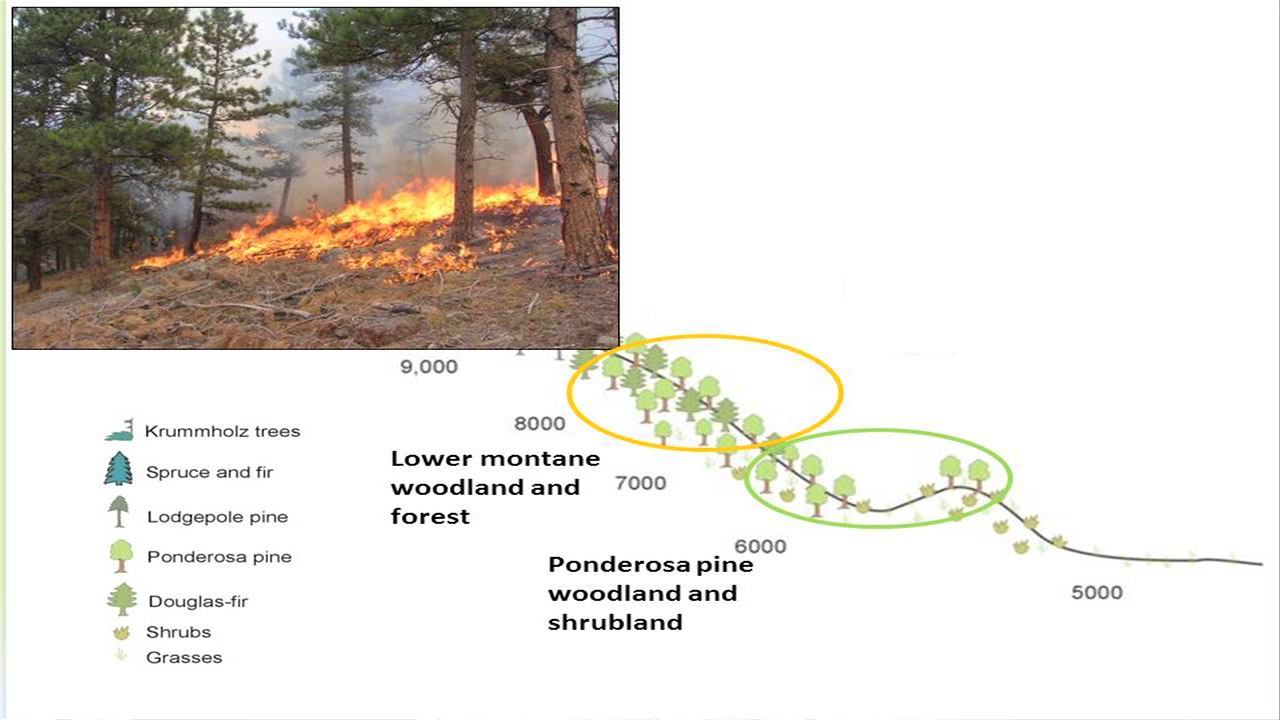 9,000
8000
7000
6000
5000
Lower montane
woodland and
forest
Ponderosa pine
woodland and
shrubland
Krummholz trees
Spruce and fir
Lodgepole pine
Ponderosa pine
Douglas-fir
Shrubs
Grasses